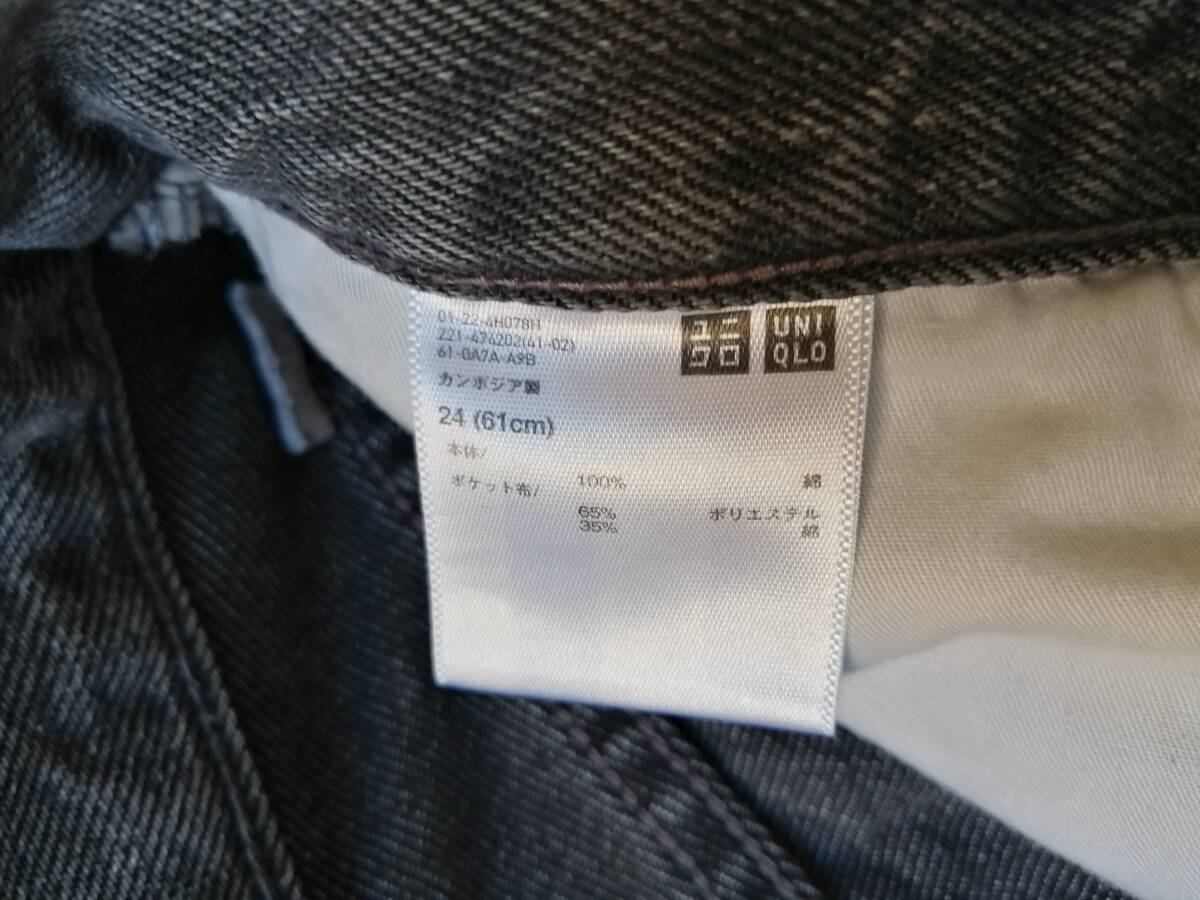 01-22-4H078H
221-474202(41-02)
61-0A7A-A9B
カンボジア製
24 (61cm)
ユニ
クロ
UNI
QLO
本体/
100% 綿
ポケット布/
65% ポリエステル
35% 綿